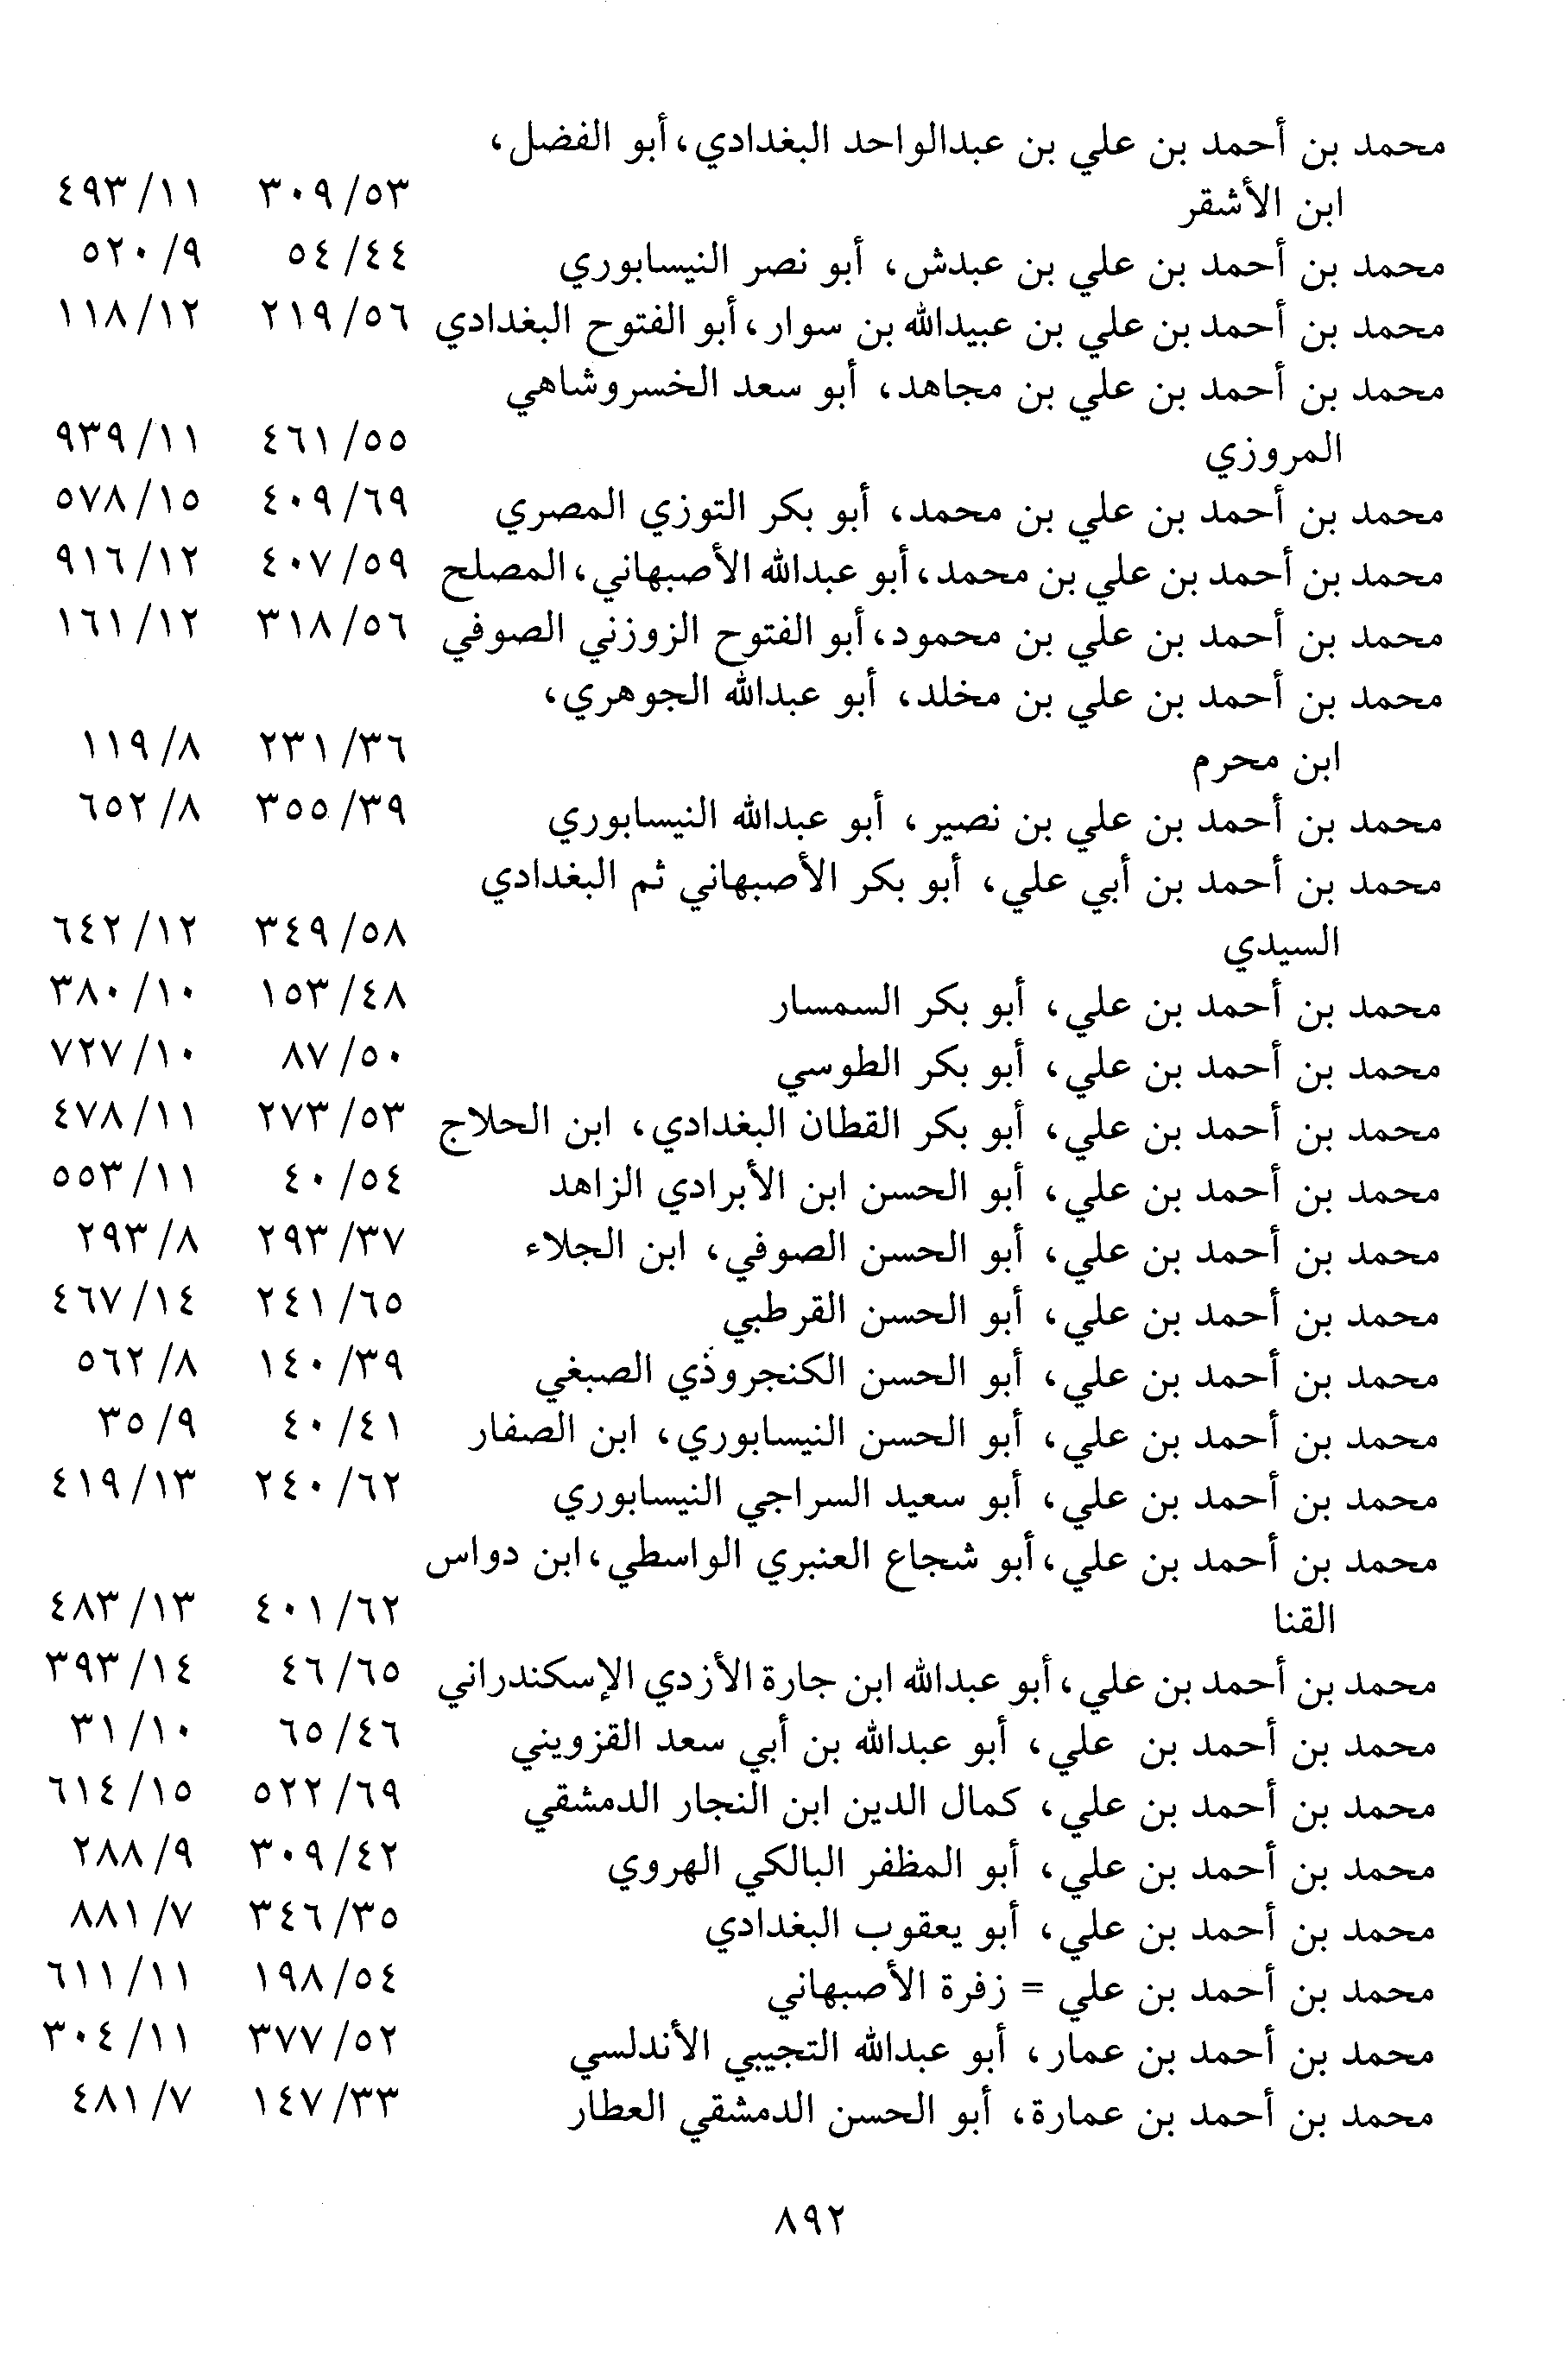 محمد بن أحمد بن علي بن عبدالواحد البغدادي، أبو الفضل،
ابن الأشقر ٥٣/ ٣٠٩ ١١/ ٤٩٣
محمد بن أحمد بن علي بن عبدش، أبو نصر النيسابوري ٤٤/ ٥٤ ٩/ ٥٢٠
محمد بن أحمد بن علي بن عبيدالله بن سوار، أبو الفتوح البغدادي ٥٦/ ٢١٩ ١٢/ ١١٨
محمد بن أحمد بن علي بن مجاهد، أبو سعد الخسروشاهي
المروزي ٥٥/ ٤٦١ ١١/ ٩٣٩
محمد بن أحمد بن علي بن محمد، أبو بكر التوزي المصري ٦٩/ ٤٠٩ ١٥/ ٥٧٨
محمد بن أحمد بن علي بن محمد، أبو عبدالله الأصبهاني، المصلح ٥٩/ ٤٠٧ ١٢/ ٩١٦
محمد بن أحمد بن علي بن محمود، أبو الفتوح الزوزني الصوفي ٥٦/ ٣١٨ ١٢/ ١٦١
محمد بن أحمد بن علي بن مخلد، أبو عبدالله الجوهري،
ابن محرم ٣٦/ ٢٣١ ٨/ ١١٩
محمد بن أحمد بن علي بن نصير، أبو عبدالله النيسابوري ٣٩/ ٣٥٥ ٨/ ٦٥٢
محمد بن أحمد بن أبي علي، أبو بكر الأصبهاني ثم البغدادي
السيدي ٥٨/ ٣٤٩ ١٢/ ٦٤٢
محمد بن أحمد بن علي، أبو بكر السمسار ٤٨/ ١٥٣ ١٠/ ٣٨٠
محمد بن أحمد بن علي، أبو بكر الطوسي ٥٠/ ٨٧ ١٠/ ٧٢٧
محمد بن أحمد بن علي، أبو بكر القطان البغدادي، ابن الحلاج ٥٣/ ٢٧٣ ١١/ ٤٧٨
محمد بن أحمد بن علي، أبو الحسن ابن الأبرادي الزاهد ٥٤/ ٤٠ ١١/ ٥٥٣
محمد بن أحمد بن علي، أبو الحسن الصوفي، ابن الجلاء ٣٧/ ٢٩٣ ٨/ ٢٩٣
محمد بن أحمد بن علي، أبو الحسن القرطبي ٦٥/ ٢٤١ ١٤/ ٤٦٧
محمد بن أحمد بن علي، أبو الحسن الكنجروذي الصبغي ٣٩/ ١٤٠ ٨/ ٥٦٢
محمد بن أحمد بن علي، أبو الحسن النيسابوري، ابن الصفار ٤١/ ٤٠ ٩/ ٣٥
محمد بن أحمد بن علي، أبو سعيد السراجي النيسابوري ٦٢/ ٢٤٠ ١٣/ ٤١٩
محمد بن أحمد بن علي، أبو شجاع العنبري الواسطي، ابن دواس
القنا ٦٢/ ٤٠١ ١٣/ ٤٨٣
محمد بن أحمد بن علي، أبو عبدالله ابن جارة الأزدي الإسكندراني ٦٥/ ٤٦ ١٤/ ٣٩٣
محمد بن أحمد بن علي، أبو عبدالله بن أبي سعد القزويني ٤٦/ ٦٥ ١٠/ ٣١
محمد بن أحمد بن علي، كمال الدين ابن النجار الدمشقي ٦٩/ ٥٢٢ ١٥/ ٦١٤
محمد بن أحمد بن علي، أبو المظفر البالكي الهروي ٤٢/ ٣٠٩ ٩/ ٢٨٨
محمد بن أحمد بن علي، أبو يعقوب البغدادي ٣٥/ ٣٤٦ ٧/ ٨٨١
محمد بن أحمد بن علي = زفرة الأصبهاني ٥٤/ ١٩٨ ١١/ ٦١١
محمد بن أحمد بن عمار، أبو عبدالله التجيبي الأندلسي ٥٢/ ٣٧٧ ١١/ ٣٠٤
محمد بن أحمد بن عمارة، أبو الحسن الدمشقي العطار ٣٣/ ١٤٧ ٧/ ٤٨١
٨٩٢